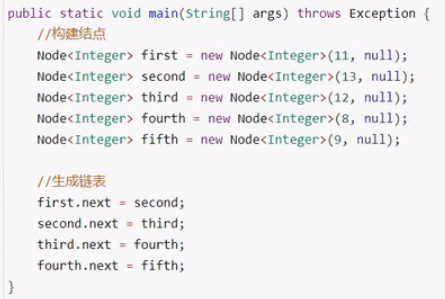 public static void main(String[] args) throws Exception {
//构建结点
Node<Integer> first = new Node<Integer>(11, null);
Node<Integer> second = new Node<Integer>(13, null);
Node<Integer> third = new Node<Integer>(12, null);
Node<Integer> fourth = new Node<Integer>(8, null);
Node<Integer> fifth = new Node<Integer>(9, null);
//生成链表
first.next = second;
second.next = third;
third.next = fourth;
fourth.next = fifth;
}